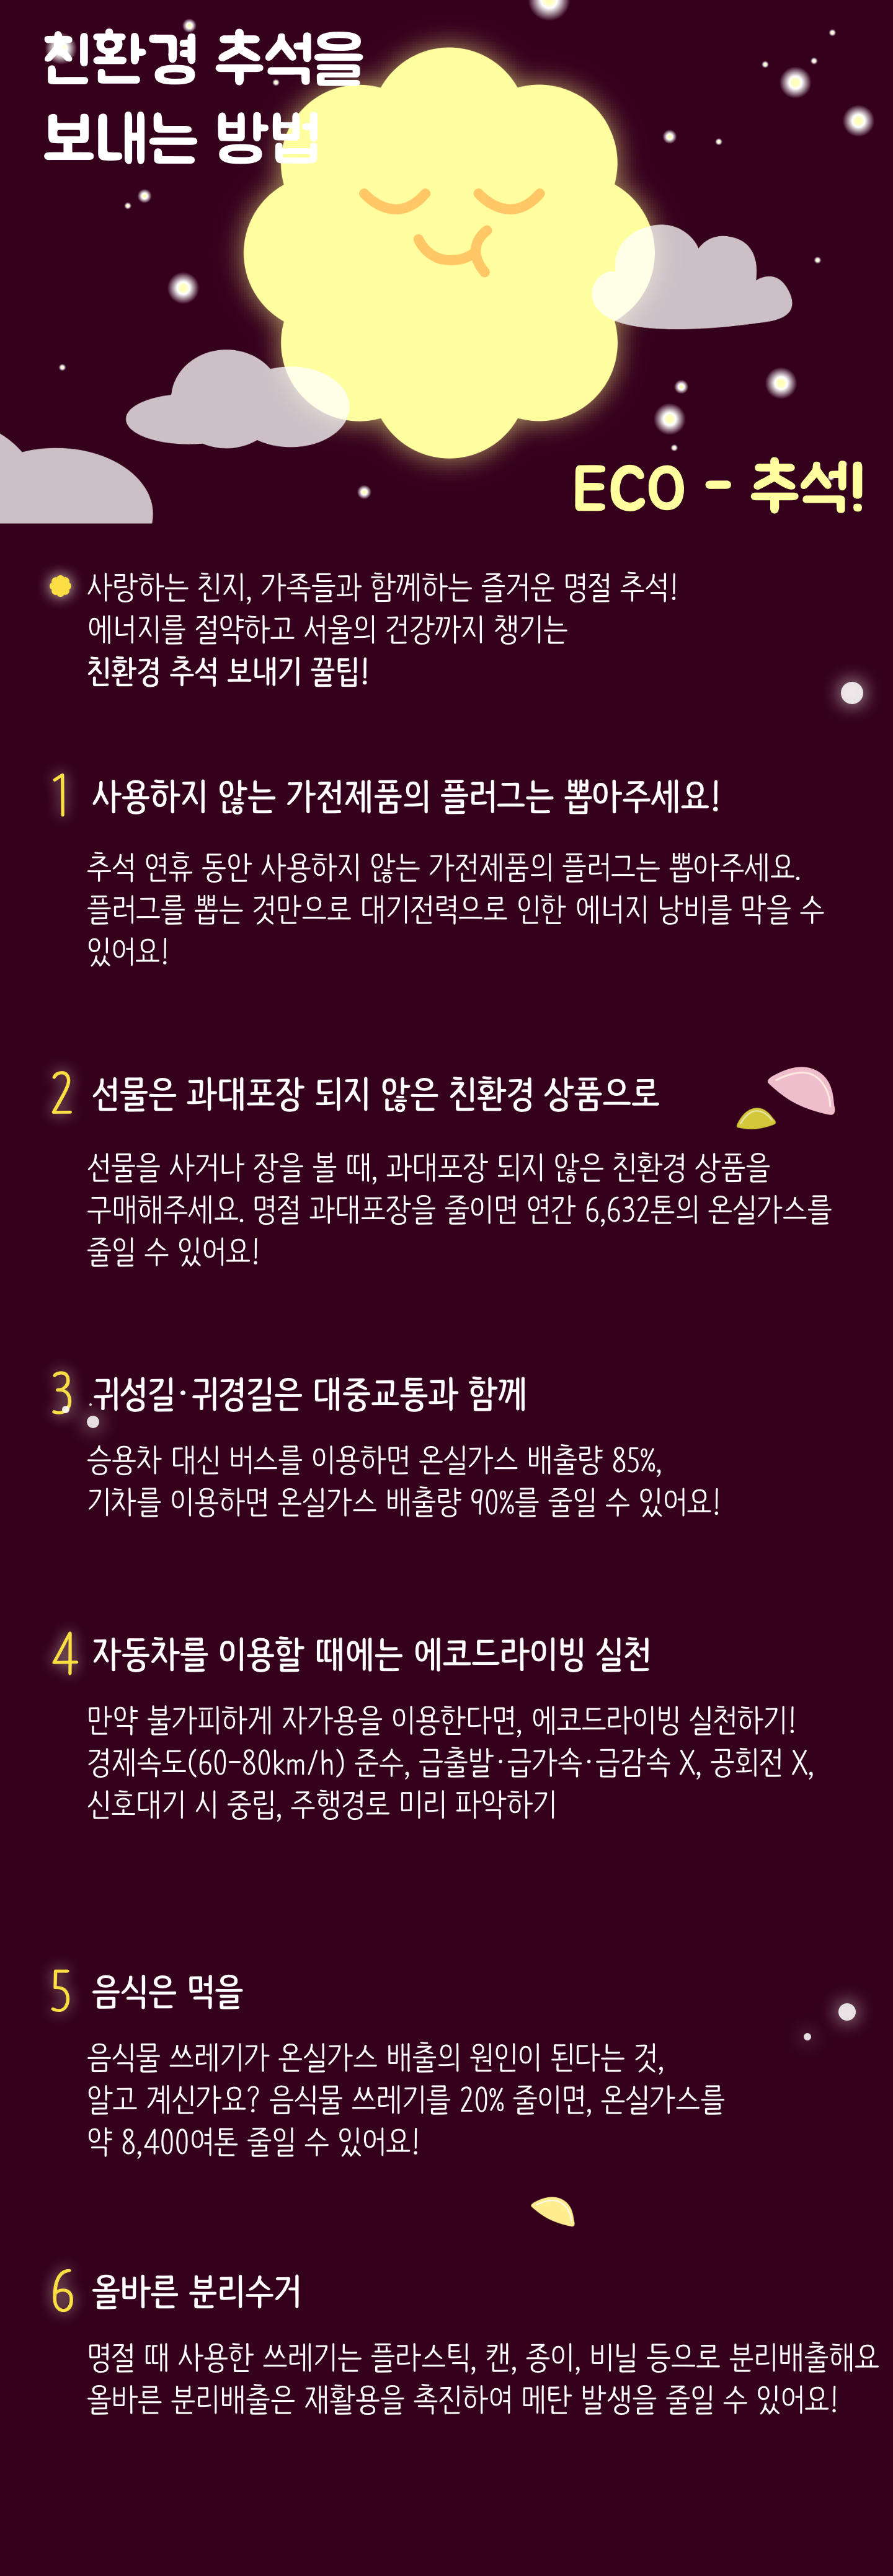 친환경 추석을
보내는 방법
ECO - 추석!
사랑하는 친지, 가족들과 함께하는 즐거운 명절 추석!
에너지를 절약하고 서울의 건강까지 챙기는
친환경 추석 보내기 꿀팁!
1 사용하지 않는 가전제품의 플러그는 뽑아주세요!
추석 연휴 동안 사용하지 않는 가전제품의 플러그는 뽑아주세요.
플러그를 뽑는 것만으로 대기전력으로 인한 에너지 낭비를 막을 수
있어요!
2 선물은 과대포장 되지 않은 친환경 상품으로
선물을 사거나 장을 볼 때, 과대포장 되지 않은 친환경 상품을
구매해주세요. 명절 과대포장을 줄이면 연간 6,632톤의 온실가스를
줄일 수 있어요!
3 귀성길·귀경길은 대중교통과 함께
승용차 대신 버스를 이용하면 온실가스 배출량 85%,
기차를 이용하면 온실가스 배출량 90%를 줄일 수 있어요!
4 자동차를 이용할 때에는 에코드라이빙 실천
만약 불가피하게 자가용을 이용한다면, 에코드라이빙 실천하기!
경제속도(60-80km/h) 준수, 급출발·급가속·급감속 X, 공회전 X,
신호대기 시 중립, 주행경로 미리 파악하기
5 음식은 먹을
음식물 쓰레기가 온실가스 배출의 원인이 된다는 것,
알고 계신가요? 음식물 쓰레기를 20% 줄이면, 온실가스를
약 8,400여톤 줄일 수 있어요!
6 올바른 분리수거
명절 때 사용한 쓰레기는 플라스틱, 캔, 종이, 비닐 등으로 분리배출해요
올바른 분리배출은 재활용을 촉진하여 메탄 발생을 줄일 수 있어요!